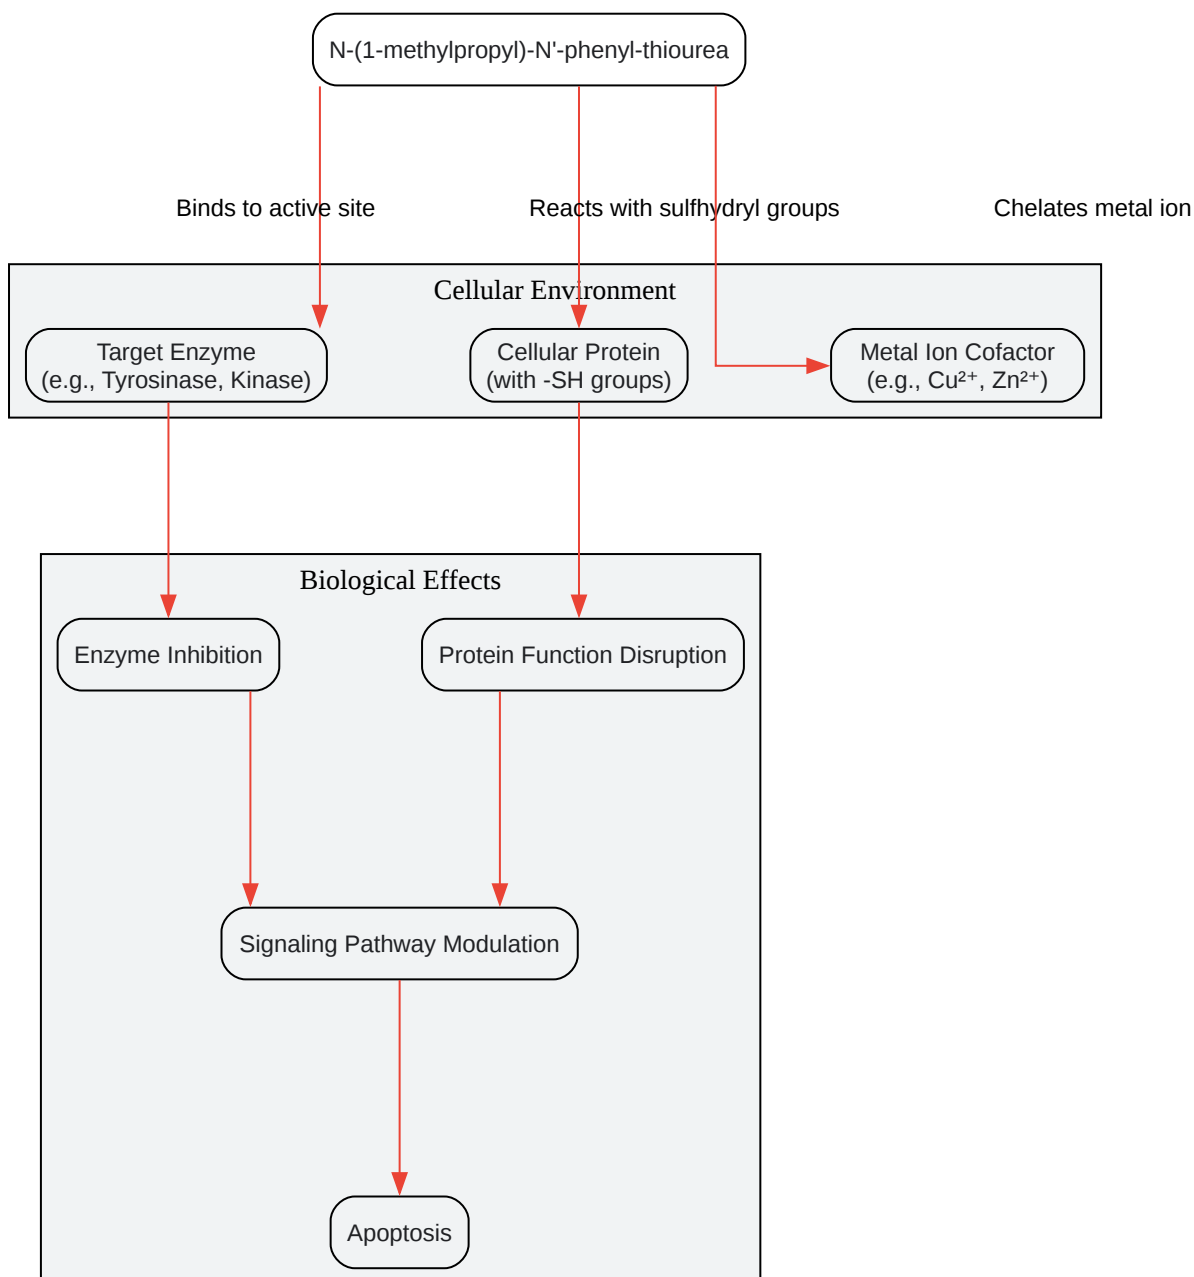 N-(1-methylpropyl)-N'-phenyl-thiourea
Binds to active site
Reacts with sulfhydryl groups
Chelates metal ion
Cellular Environment
Target Enzyme
(e.g., Tyrosinase, Kinase)
Cellular Protein
(with -SH groups)
Metal Ion Cofactor
(e.g., Cu²⁺, Zn²⁺)
Biological Effects
Enzyme Inhibition
Protein Function Disruption
Signaling Pathway Modulation
Apoptosis